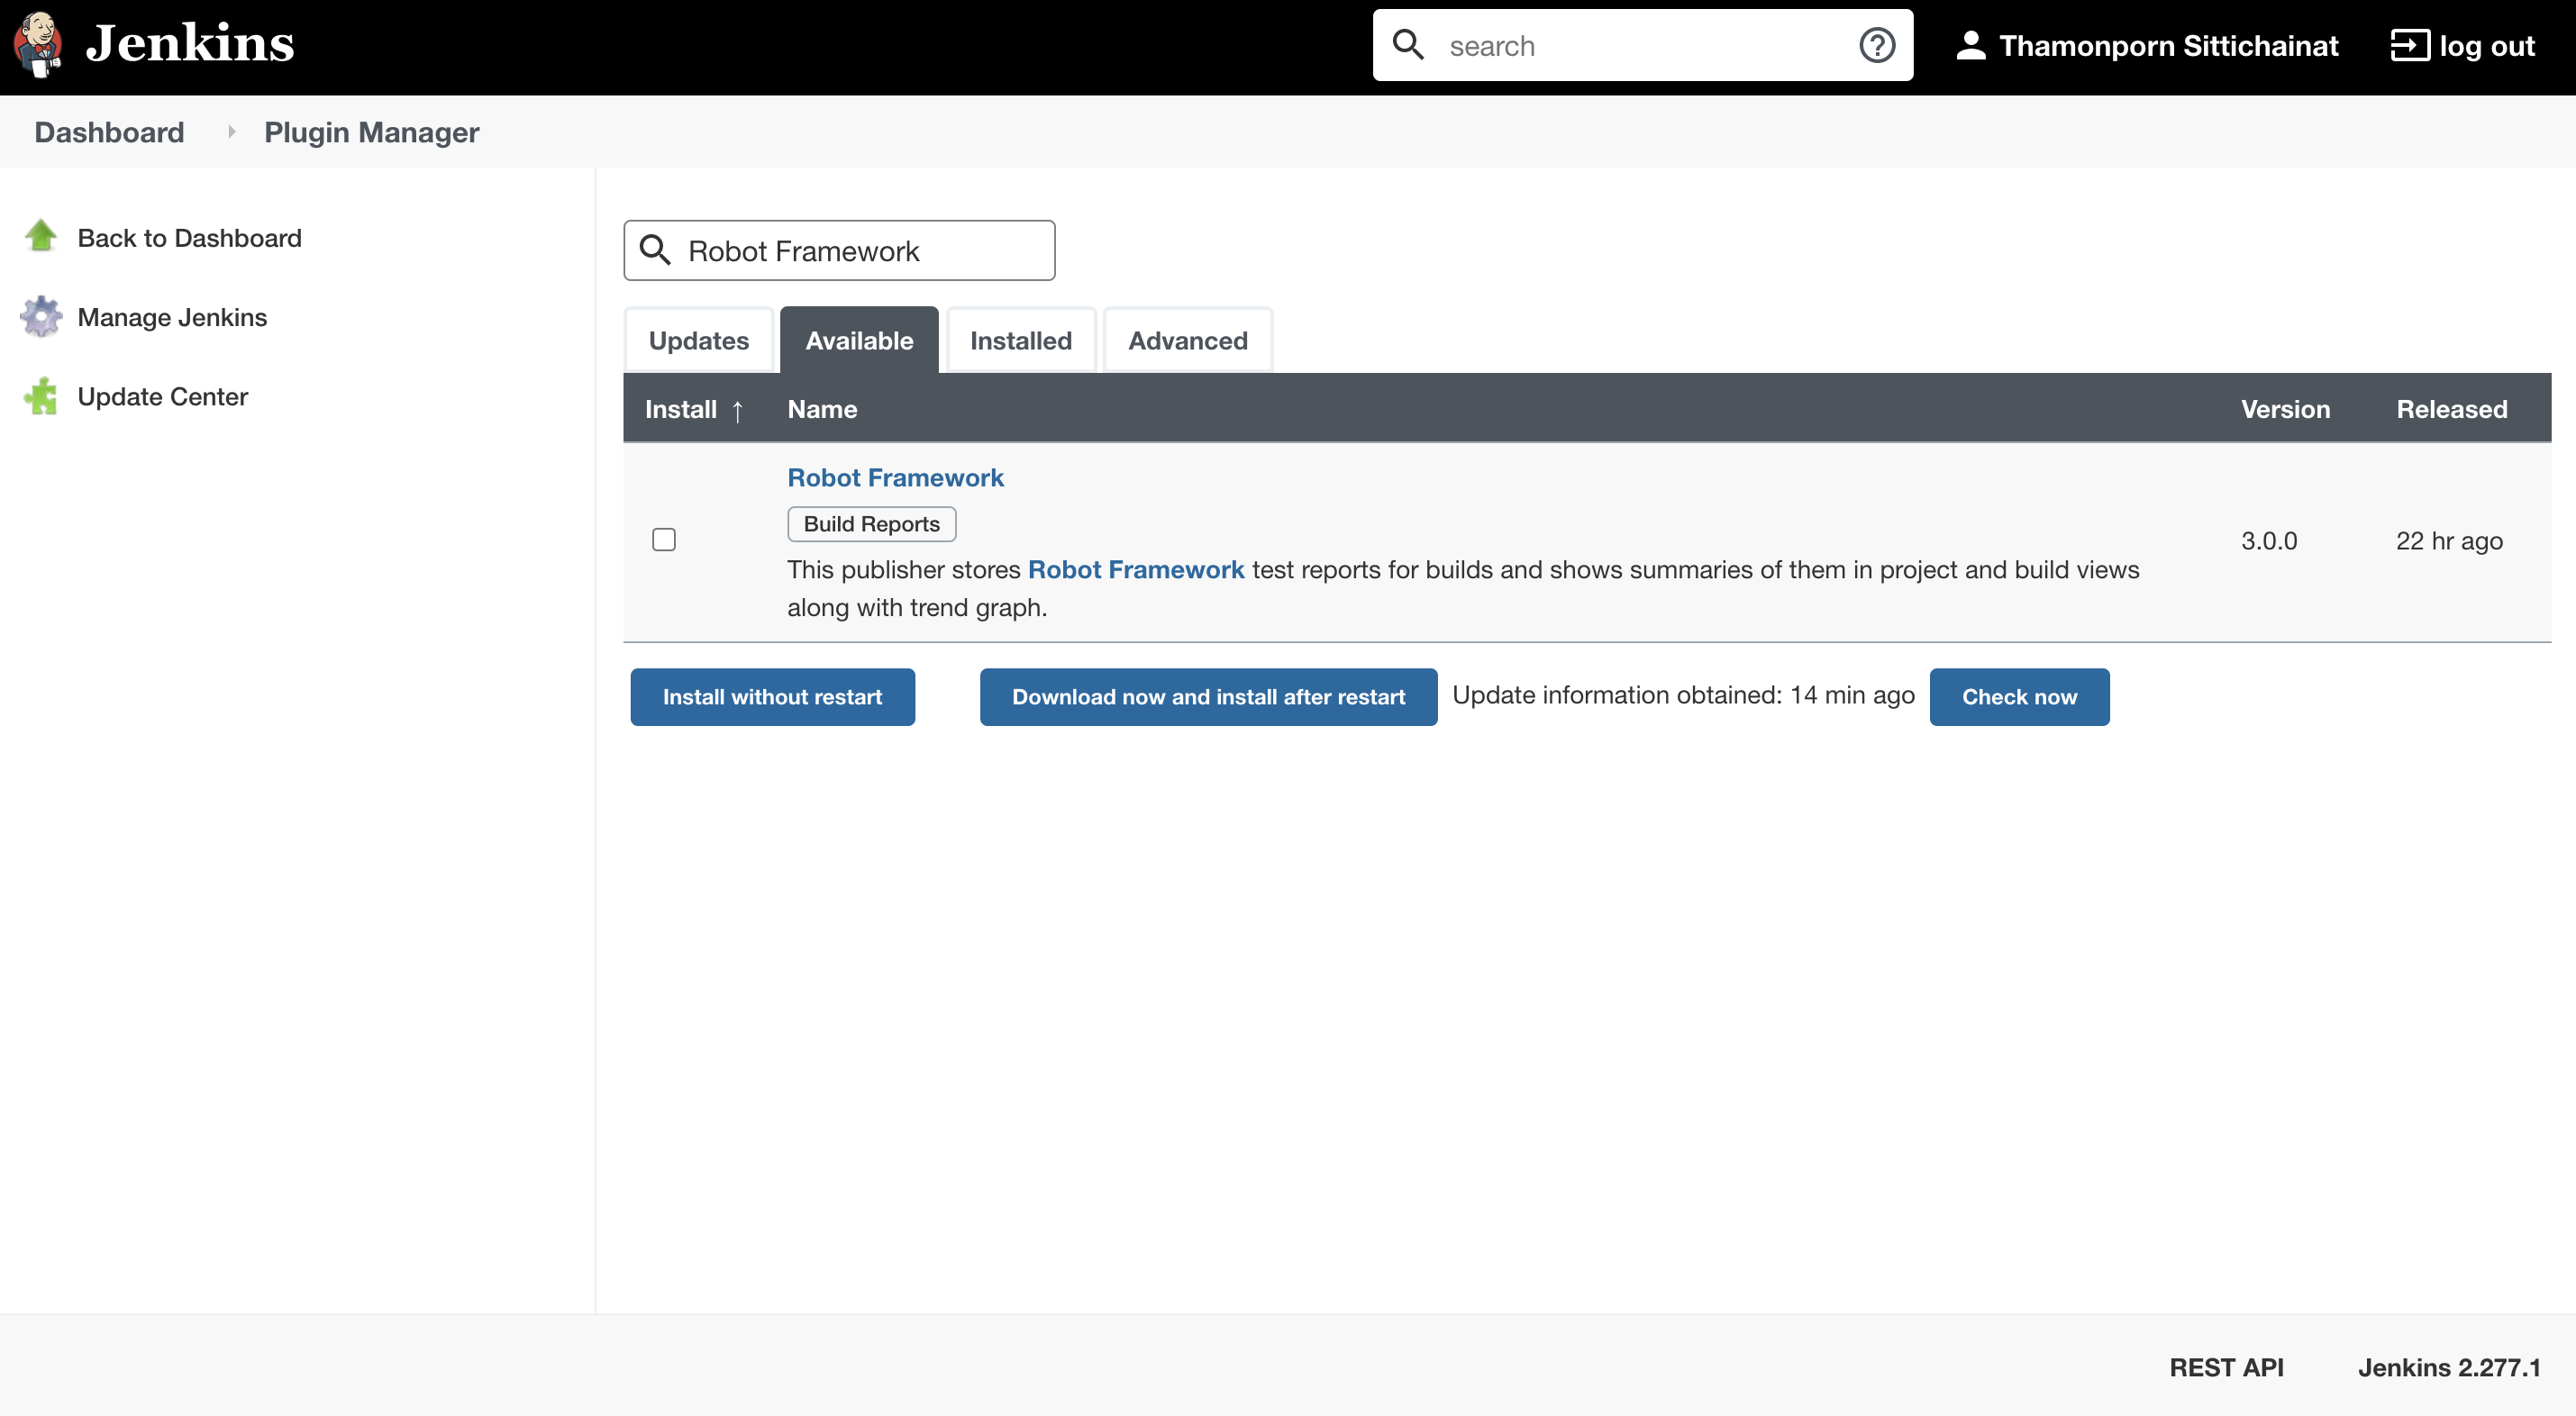 Jenkins
search
Thamonporn Sittichainat
log out
Dashboard
Plugin Manager
Back to Dashboard
Manage Jenkins
Update Center
Robot Framework
Updates
Available
Installed
Advanced
Install ↑
Name
Version
Released
Robot Framework
Build Reports
This publisher stores Robot Framework test reports for builds and shows summaries of them in project and build views
along with trend graph.
3.0.0
22 hr ago
Install without restart
Download now and install after restart
Update information obtained: 14 min ago
Check now
REST API
Jenkins 2.277.1